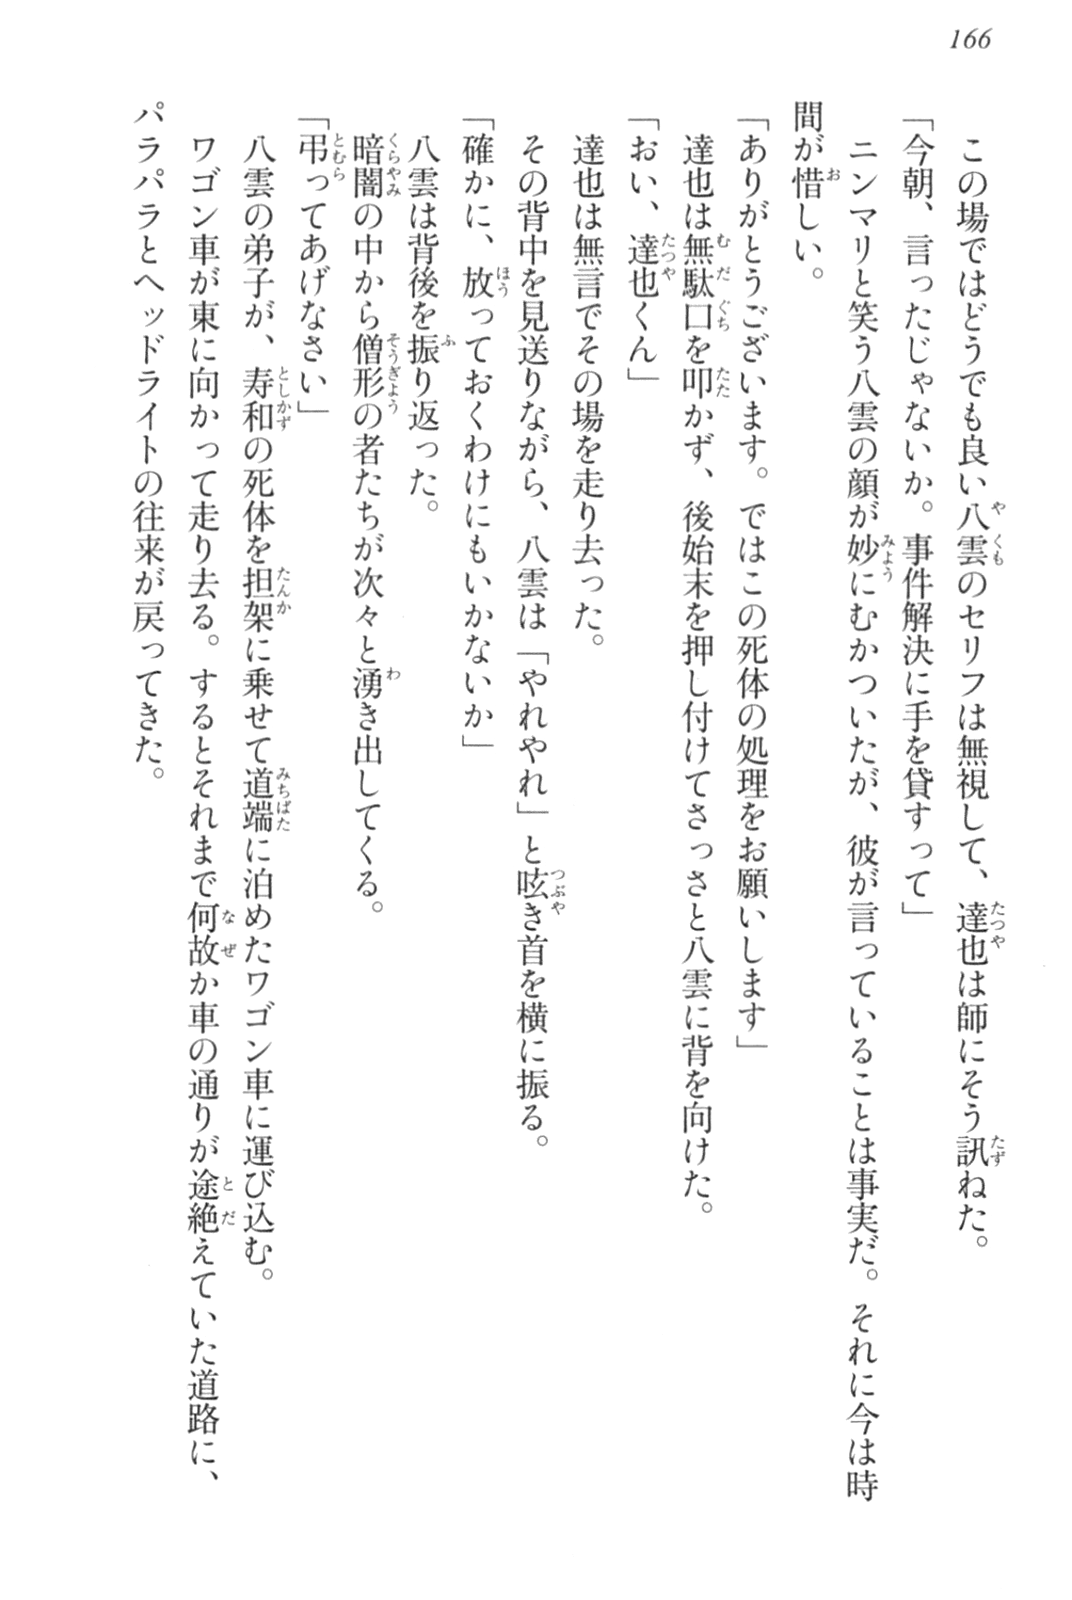 166
この場ではどうでも良い八雲のセリフは無視して、達也は師にそう訊ねた。
「今朝、言ったじゃないか。事件解決に手を貸すって」
ニンマリと笑う八雲の顔が妙にむかついたが、彼が言っていることは事実だ。それに今は時
間が惜しい。
「ありがとうございます。ではこの死体の処理をお願いします」
達也は無駄口を叩かず、後始末を押し付けてさっさと八雲に背を向けた。
「おい、達也くん」
達也は無言でその場を走り去った。
その背中を見送りながら、八雲は「やれやれ」と呟き首を横に振る。
「確かに、放っておくわけにもいかないか」
八雲は背後を振り返った。
暗闇の中から僧形の者たちが次々と湧き出してくる。
「弔ってあげなさい」
八雲の弟子が、寿和の死体を担架に乗せて道端に泊めたワゴン車に運び込む。
ワゴン車が東に向かって走り去る。するとそれまで何故か車の通りが途絶えていた道路に、
パラパラとヘッドライトの往来が戻ってきた。